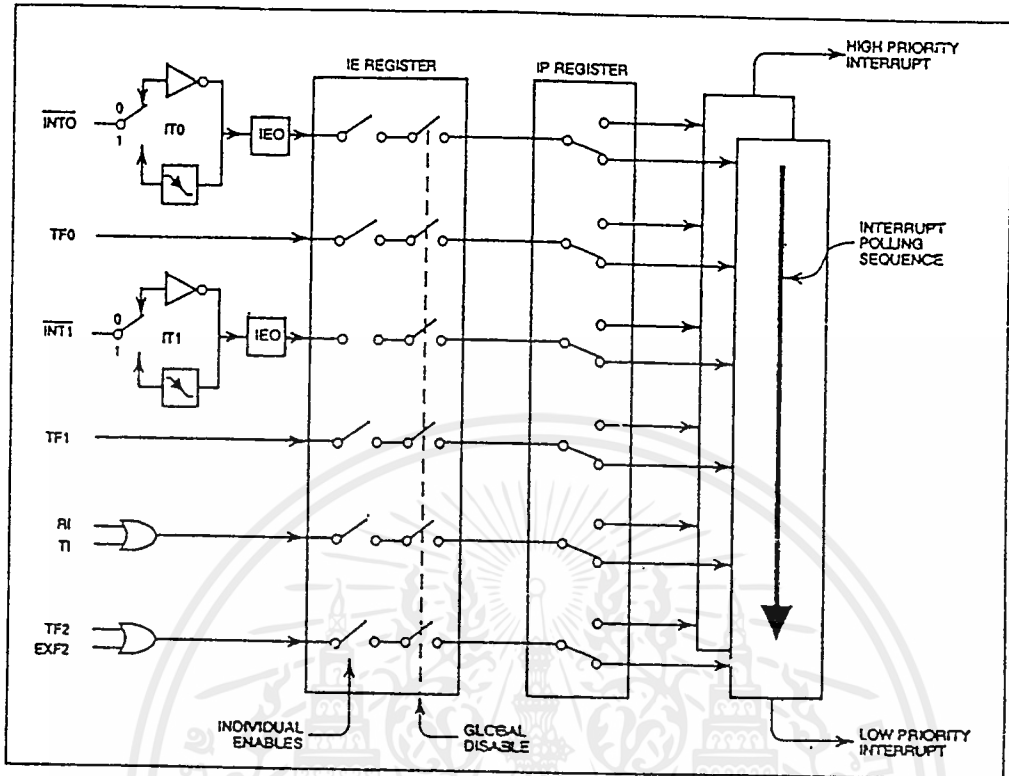 HIGH PRIORITY
INTERRUPT
IE REGISTER
IP REGISTER
INT0
0
1
IT0
IE0
TF0
INTERRUPT
POLLING
SEQUENCE
INT1
0
1
IT1
IE0
TF1
RI
TI
TF2
EXF2
INDIVIDUAL
ENABLES
GLOBAL
DISABLE
LOW PRIORITY
INTERRUPT